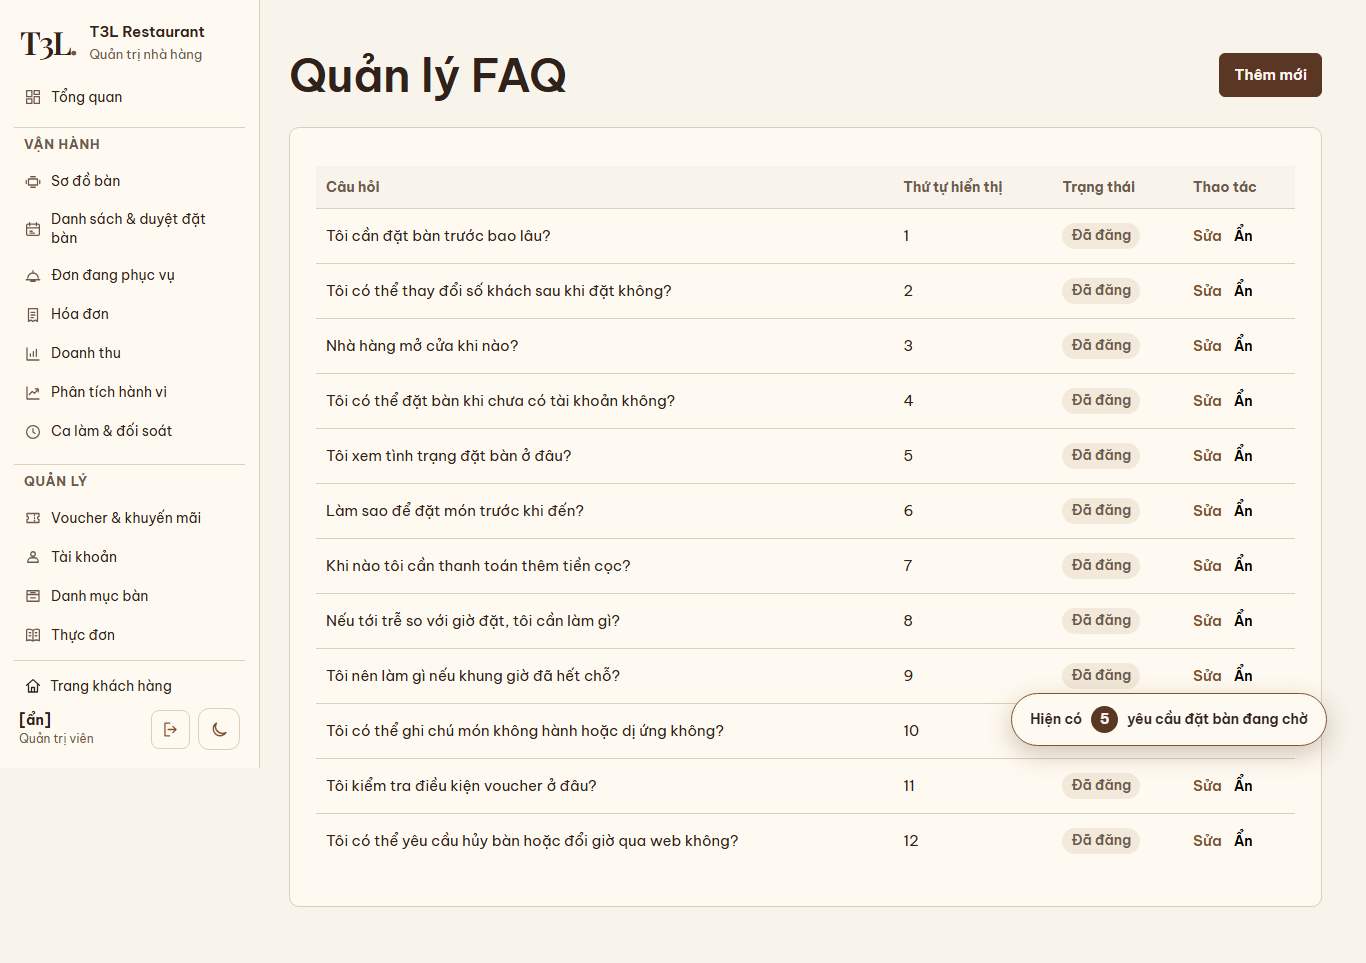 T3L.
T3L Restaurant
Quản trị nhà hàng
Tổng quan
VẬN HÀNH
Sơ đồ bàn
Danh sách & duyệt đặt
bàn
Đơn đang phục vụ
Hóa đơn
Doanh thu
Phân tích hành vi
Ca làm & đối soát
QUẢN LÝ
Voucher & khuyến mãi
Tài khoản
Danh mục bàn
Thực đơn
Trang khách hàng
[ẩn]
Quản trị viên
Quản lý FAQ
Thêm mới
Câu hỏi Thứ tự hiển thị Trạng thái Thao tác
Tôi cần đặt bàn trước bao lâu? 1 Đã đăng Sửa Ẩn
Tôi có thể thay đổi số khách sau khi đặt không? 2 Đã đăng Sửa Ẩn
Nhà hàng mở cửa khi nào? 3 Đã đăng Sửa Ẩn
Tôi có thể đặt bàn khi chưa có tài khoản không? 4 Đã đăng Sửa Ẩn
Tôi xem tình trạng đặt bàn ở đâu? 5 Đã đăng Sửa Ẩn
Làm sao để đặt món trước khi đến? 6 Đã đăng Sửa Ẩn
Khi nào tôi cần thanh toán thêm tiền cọc? 7 Đã đăng Sửa Ẩn
Nếu tới trễ so với giờ đặt, tôi cần làm gì? 8 Đã đăng Sửa Ẩn
Tôi nên làm gì nếu khung giờ đã hết chỗ? 9 Đã đăng Sửa Ẩn
Tôi có thể ghi chú món không hành hoặc dị ứng không? 10
Hiện có 5 yêu cầu đặt bàn đang chờ
Tôi kiểm tra điều kiện voucher ở đâu? 11 Đã đăng Sửa Ẩn
Tôi có thể yêu cầu hủy bàn hoặc đổi giờ qua web không? 12 Đã đăng Sửa Ẩn